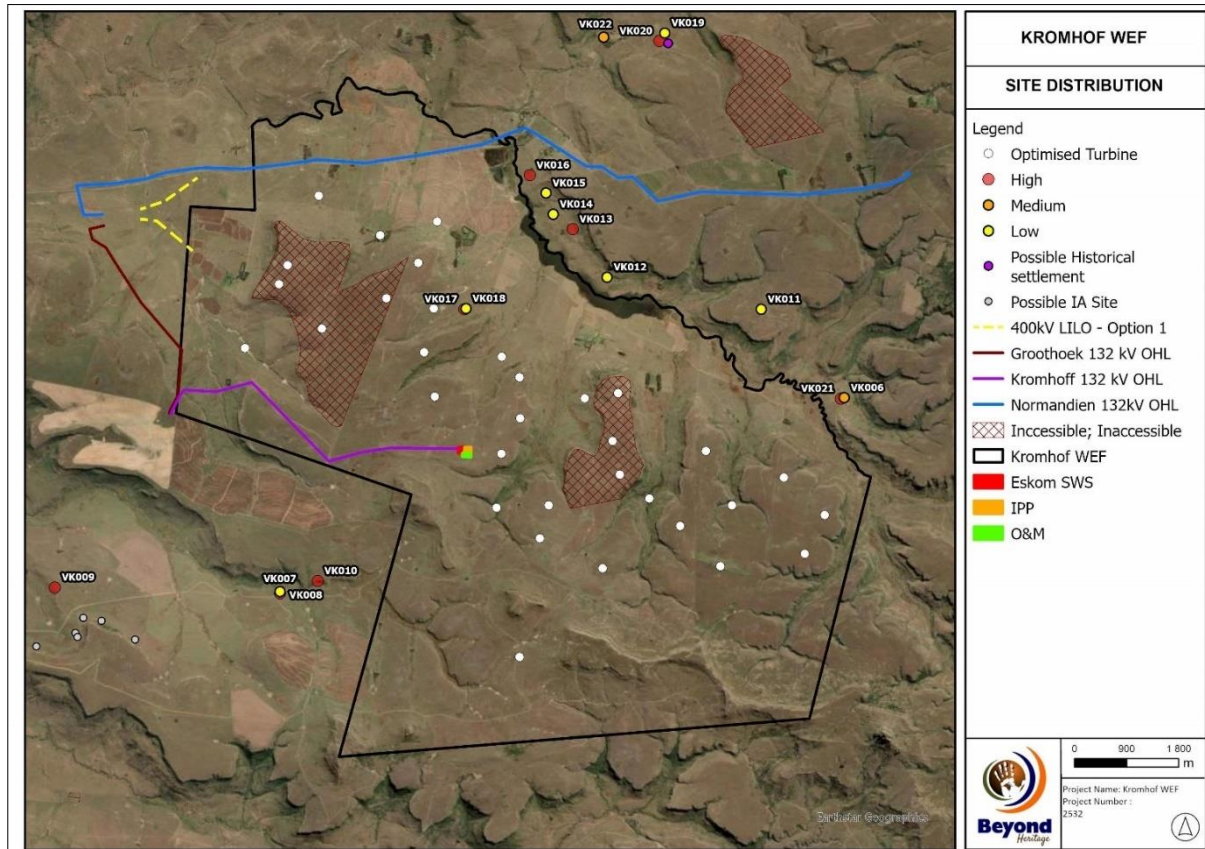 VK022
VK019
VK020
VK016
VK015
VK014
VK013
VK012
VK017
VK018
VK011
VK021
VK006
VK009
VK007
VK010
VK008
Earthstar Geographics
KROMHOF WEF
SITE DISTRIBUTION
Legend
Optimised Turbine
High
Medium
Low
Possible Historical
settlement
Possible IA Site
400kV LILO - Option 1
Groothoek 132 kV OHL
Kromhoff 132 kV OHL
Normandien 132kV OHL
Inccessible; Inaccessible
Kromhof WEF
Eskom SWS
IPP
O&M
Beyond
Heritage
0 900 1 800
m
Project Name: Kromhof WEF
Project Number :
2532